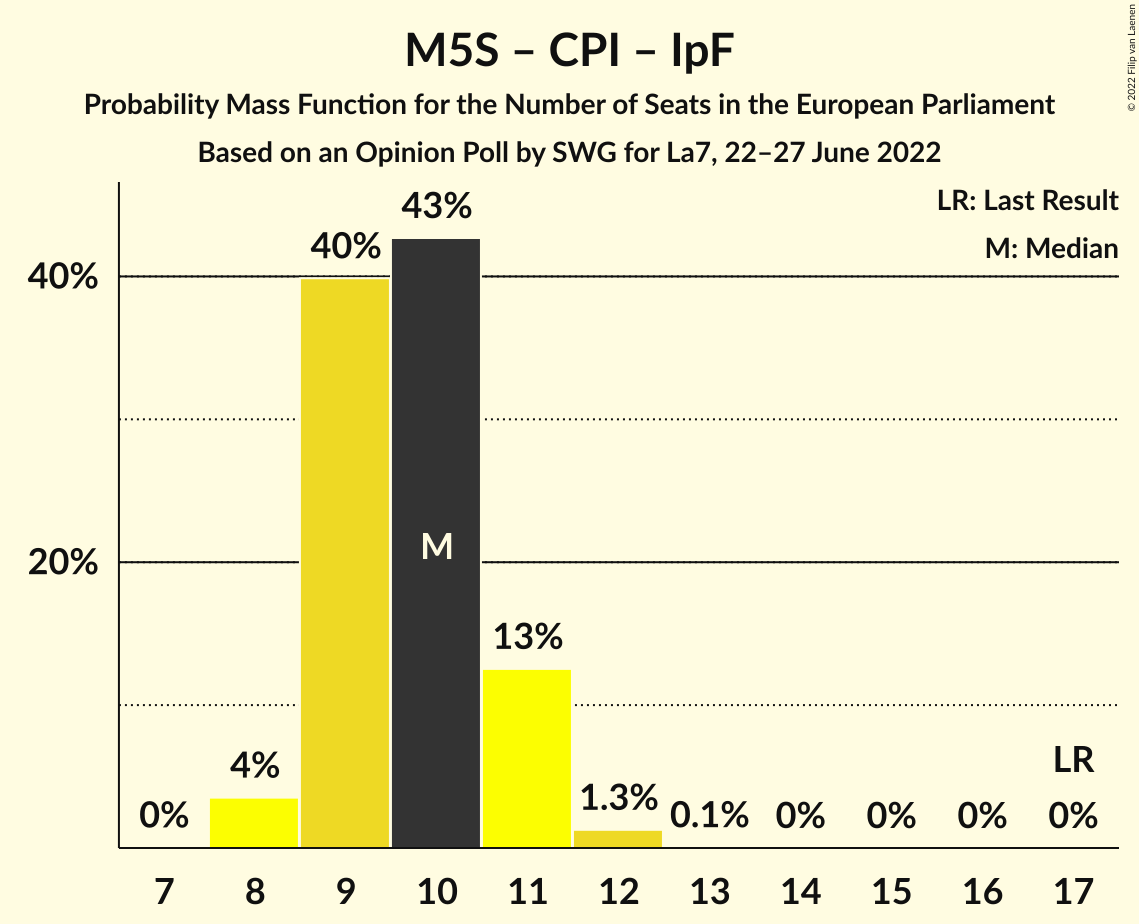 M5S – CPI – IpF
Probability Mass Function for the Number of Seats in the European Parliament
Based on an Opinion Poll by SWG for La7, 22–27 June 2022
© 2022 Filip van Laenen
LR: Last Result
M: Median
40%
20%
0%
4%
40%
43%
M
13%
1.3%
0.1%
0%
0%
0%
LR
0%
7 8 9 10 11 12 13 14 15 16 17